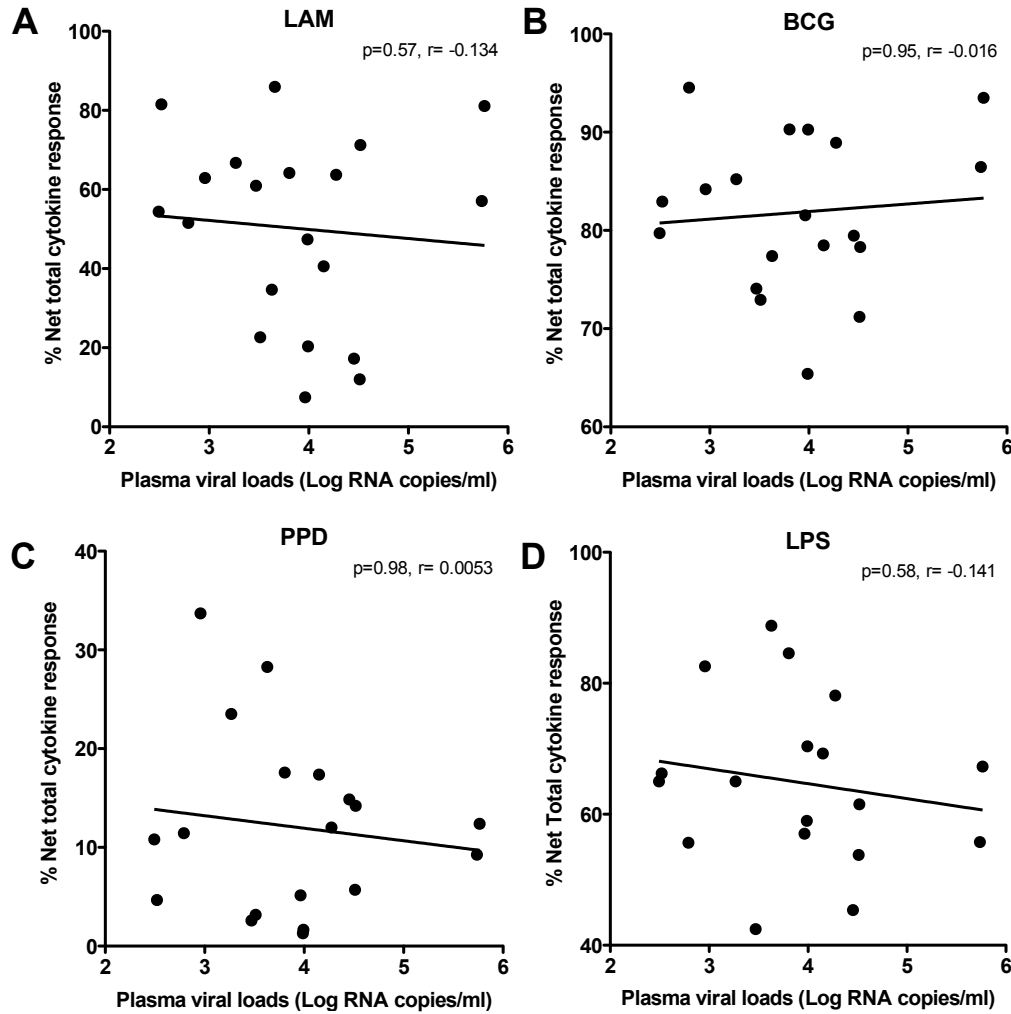 A
LAM
p=0.57, r= -0.134
100
80
60
40
20
0
2 3 4 5 6
% Net total cytokine response
Plasma viral loads (Log RNA copies/ml)
B
BCG
p=0.95, r= -0.016
100
90
80
70
60
2 3 4 5 6
% Net total cytokine response
Plasma viral loads (Log RNA copies/ml)
C
PPD
p=0.98, r= 0.0053
40
30
20
10
0
2 3 4 5 6
% Net total cytokine response
Plasma viral loads (Log RNA copies/ml)
D
LPS
p=0.58, r= -0.141
100
80
60
40
2 3 4 5 6
% Net Total cytokine response
Plasma viral loads (Log RNA copies/ml)